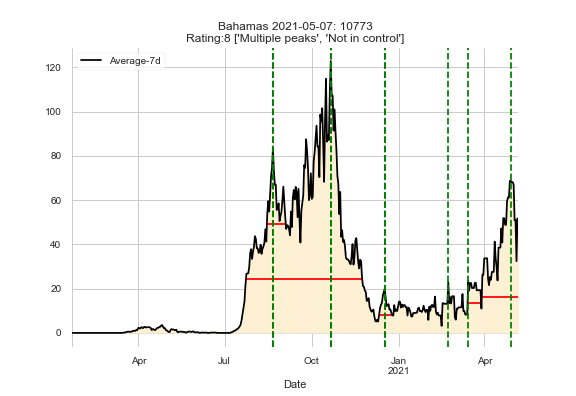 Bahamas 2021-05-07: 10773
Rating:8 ['Multiple peaks', 'Not in control']
Average-7d
120
100
80
60
40
20
0
Apr
Jul
Oct
Jan
2021
Apr
Date